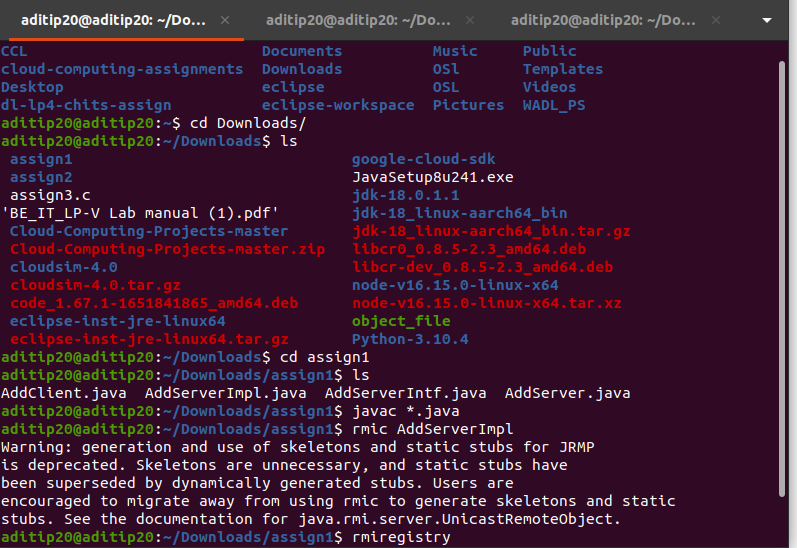 aditip20@aditip20: ~/Do... × aditip20@aditip20: ~/Do... × aditip20@aditip20: ~/Do... ×
CCL Documents Music Public
cloud-computing-assignments Downloads OSl Templates
Desktop eclipse OSL Videos
dl-lp4-chits-assign eclipse-workspace Pictures WADL_PS
aditip20@aditip20:~$ cd Downloads/
aditip20@aditip20:~/Downloads$ ls
assign1 google-cloud-sdk
assign2 JavaSetup8u241.exe
assign3.c jdk-18.0.1.1
'BE_IT_LP-V Lab manual (1).pdf' jdk-18_linux-aarch64_bin
Cloud-Computing-Projects-master jdk-18_linux-aarch64_bin.tar.gz
Cloud-Computing-Projects-master.zip libcr0_0.8.5-2.3_amd64.deb
cloudsim-4.0 libcr-dev_0.8.5-2.3_amd64.deb
cloudsim-4.0.tar.gz node-v16.15.0-linux-x64
code_1.67.1-1651841865_amd64.deb node-v16.15.0-linux-x64.tar.xz
eclipse-inst-jre-linux64 object_file
eclipse-inst-jre-linux64.tar.gz Python-3.10.4
aditip20@aditip20:~/Downloads$ cd assign1
aditip20@aditip20:~/Downloads/assign1$ ls
AddClient.java AddServerImpl.java AddServerIntf.java AddServer.java
aditip20@aditip20:~/Downloads/assign1$ javac *.java
aditip20@aditip20:~/Downloads/assign1$ rmic AddServerImpl
Warning: generation and use of skeletons and static stubs for JRMP
is deprecated. Skeletons are unnecessary, and static stubs have
been superseded by dynamically generated stubs. Users are
encouraged to migrate away from using rmic to generate skeletons and static
stubs. See the documentation for java.rmi.server.UnicastRemoteObject.
aditip20@aditip20:~/Downloads/assign1$ rmiregistry